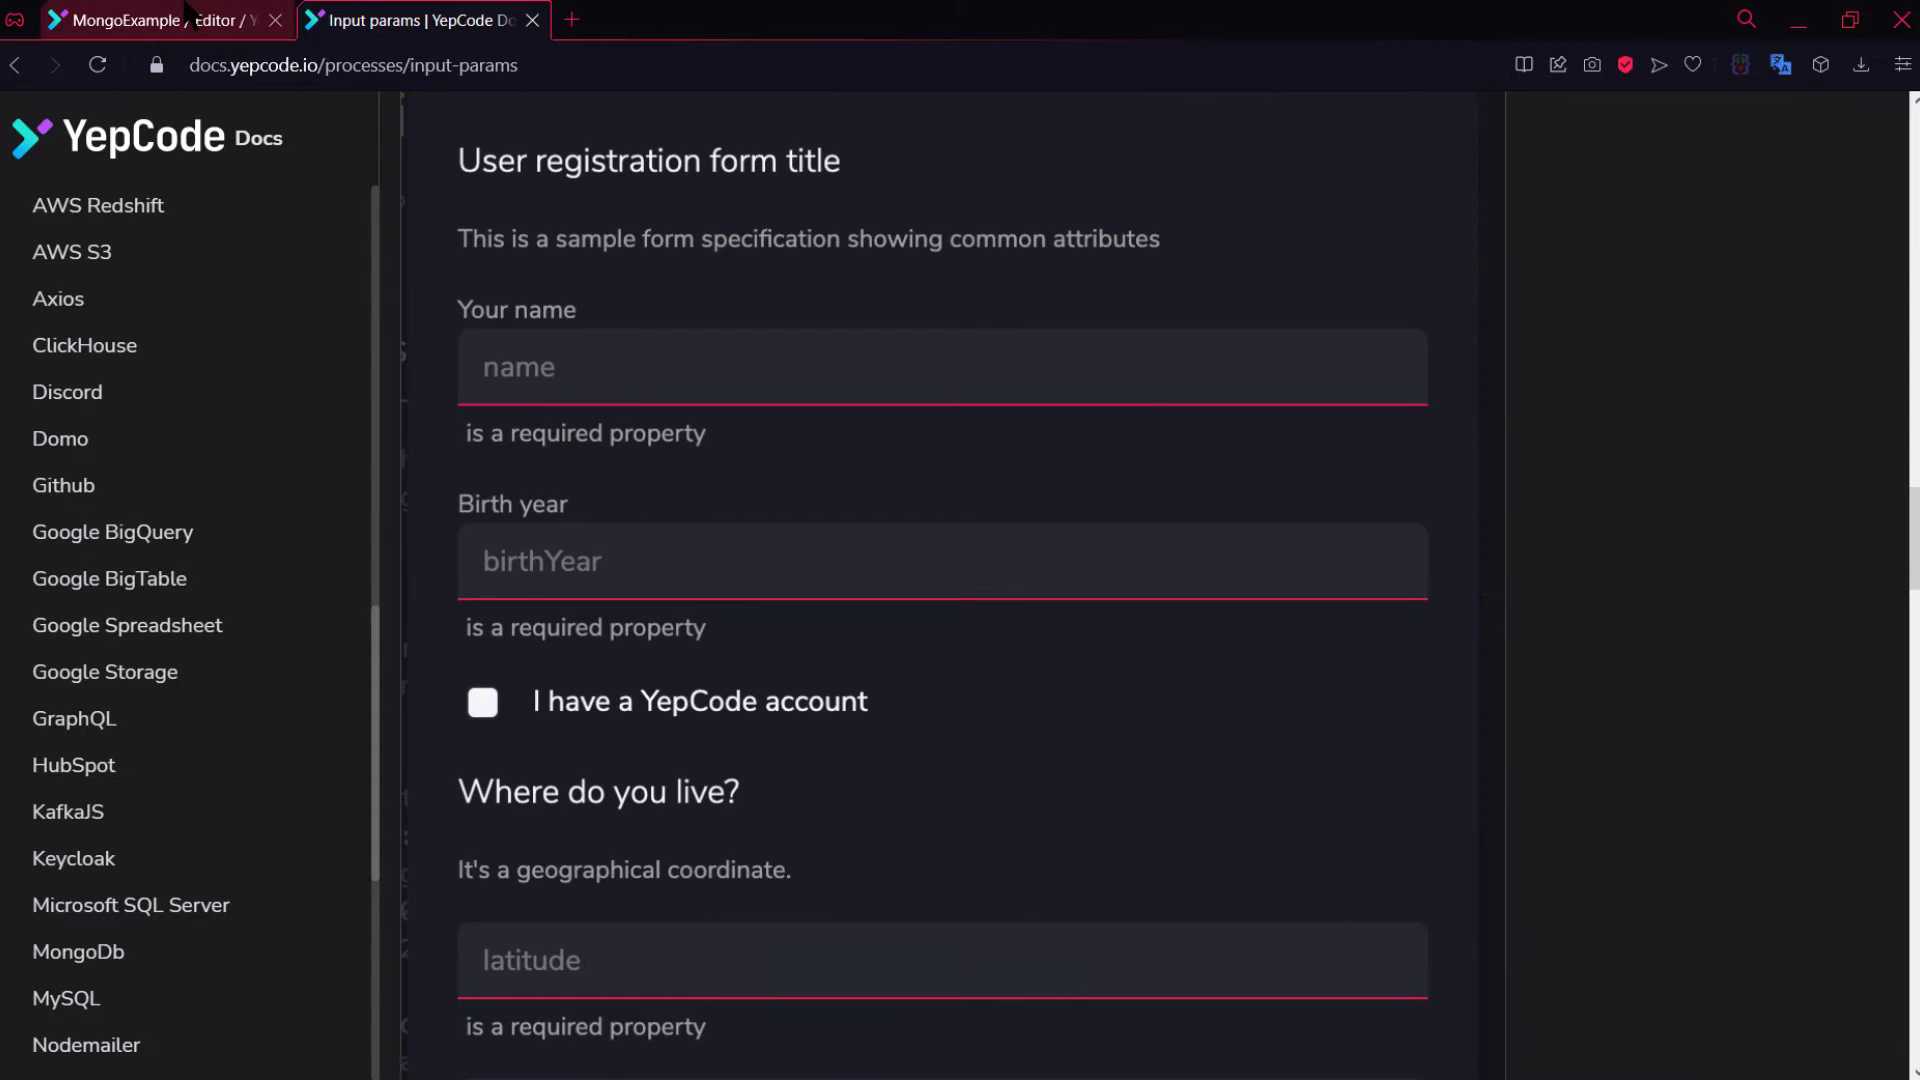 MongoExample / Editor / Y
Input params | YepCode Do
docs.yepcode.io/processes/input-params
YepCode Docs
AWS Redshift
AWS S3
Axios
ClickHouse
Discord
Domo
Github
Google BigQuery
Google BigTable
Google Spreadsheet
Google Storage
GraphQL
HubSpot
KafkaJS
Keycloak
Microsoft SQL Server
MongoDb
MySQL
Nodemailer
User registration form title
This is a sample form specification showing common attributes
Your name
name
is a required property
Birth year
birthYear
is a required property
I have a YepCode account
Where do you live?
It's a geographical coordinate.
latitude
is a required property